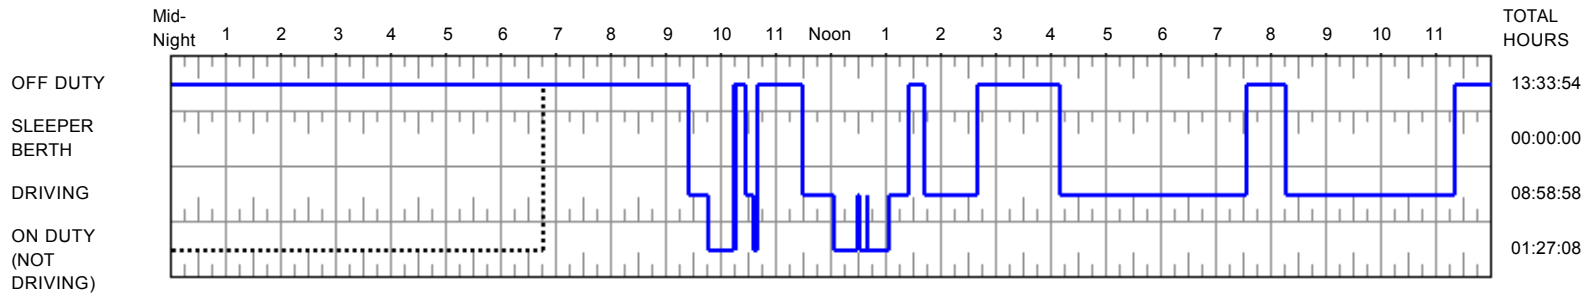 Mid-
Night 1 2 3 4 5 6 7 8 9 10 11 Noon 1 2 3 4 5 6 7 8 9 10 11
TOTAL
HOURS
OFF DUTY 13:33:54
SLEEPER
BERTH 00:00:00
DRIVING 08:58:58
ON DUTY
(NOT
DRIVING) 01:27:08